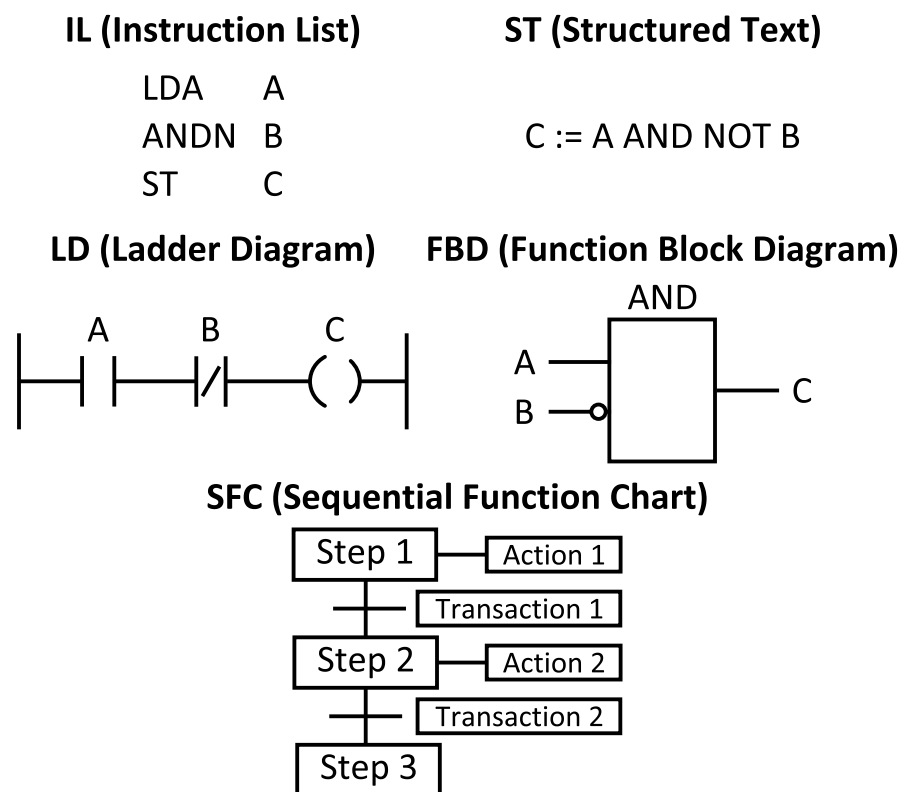 IL (Instruction List)
LDA A
ANDN B
ST C
ST (Structured Text)
C := A AND NOT B
LD (Ladder Diagram)
A B C
FBD (Function Block Diagram)
AND
A
B
C
SFC (Sequential Function Chart)
Step 1 Action 1
Transaction 1
Step 2 Action 2
Transaction 2
Step 3